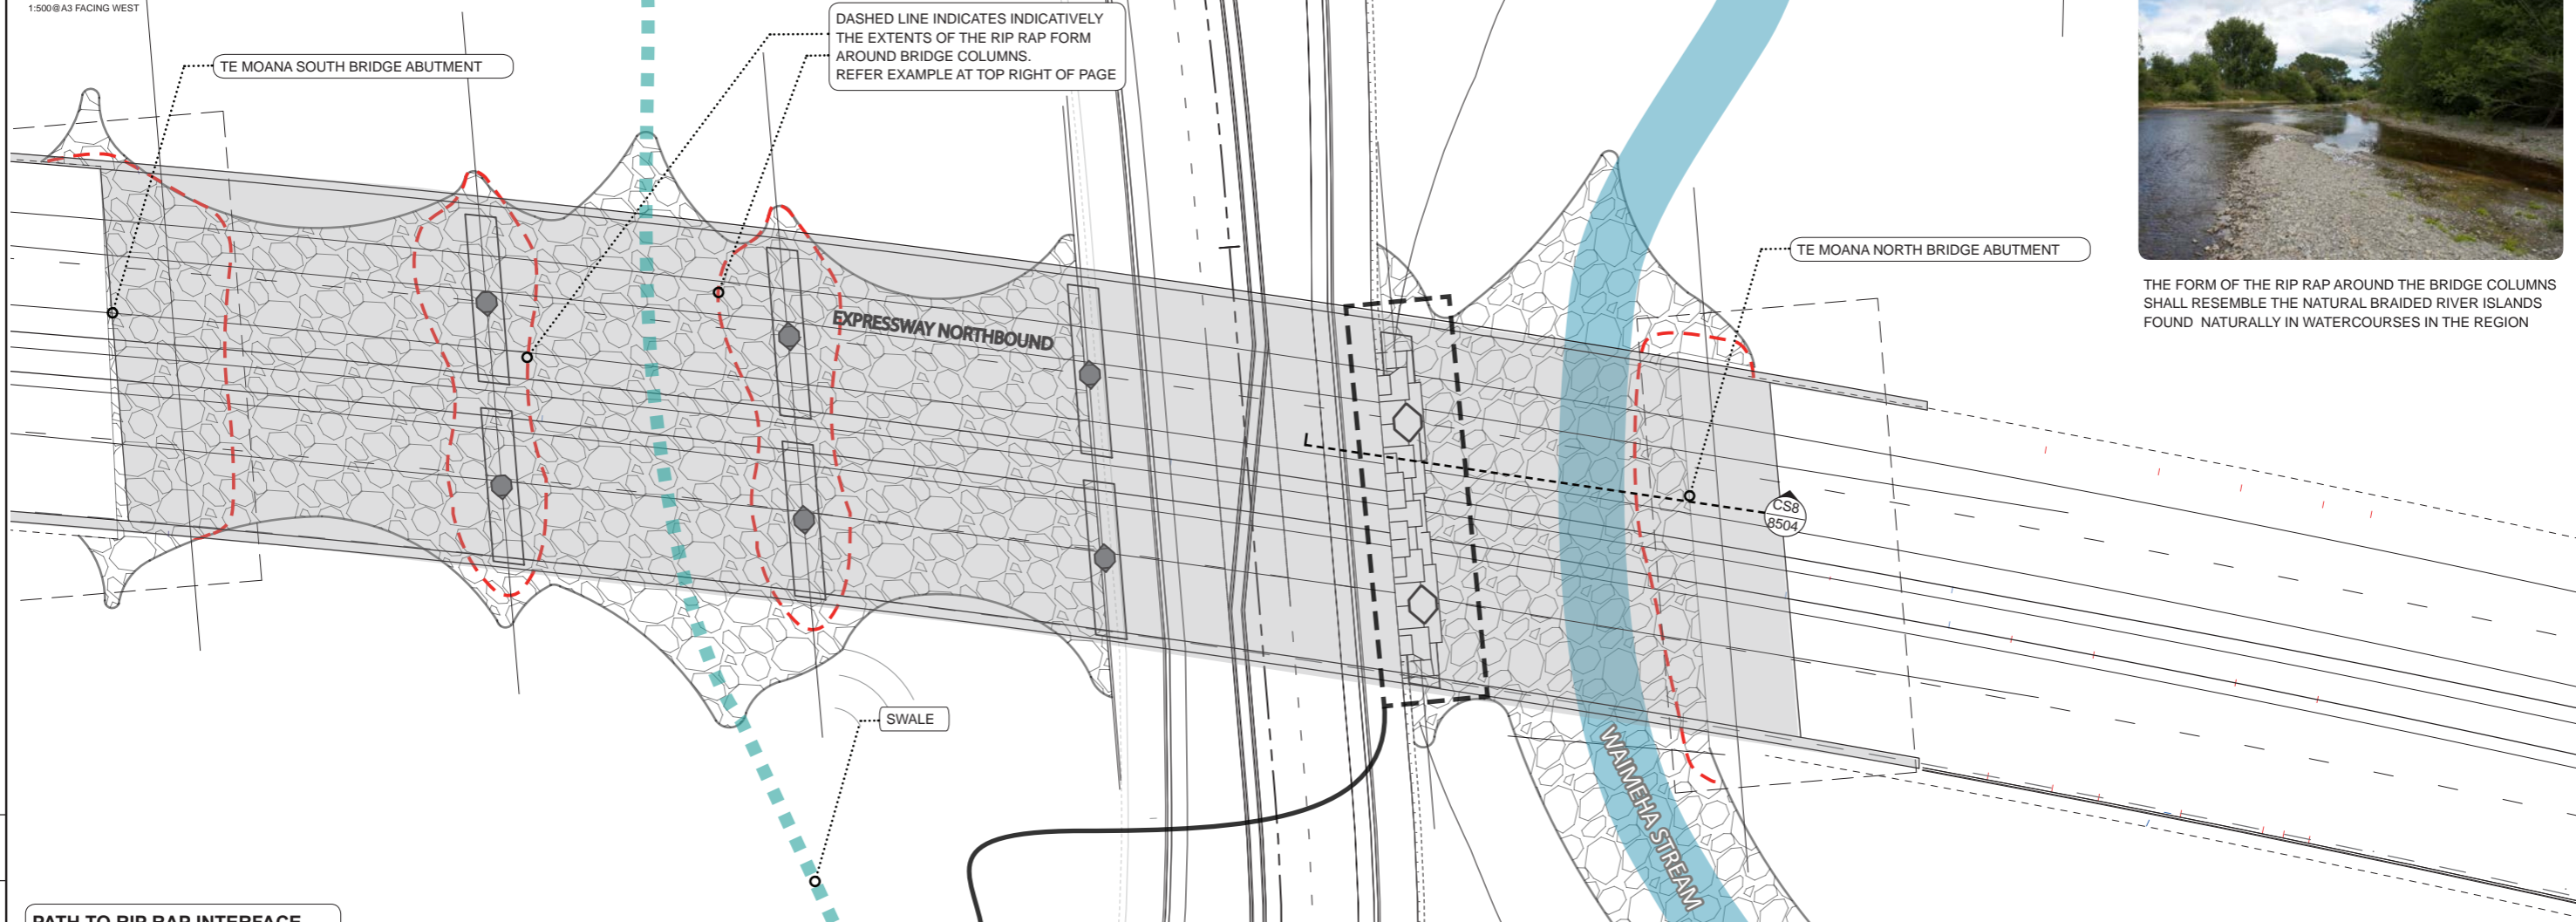 1:500@A3 FACING WEST
TE MOANA SOUTH BRIDGE ABUTMENT
DASHED LINE INDICATES INDICATIVELY
THE EXTENTS OF THE RIP RAP FORM
AROUND BRIDGE COLUMNS.
REFER EXAMPLE AT TOP RIGHT OF PAGE
TE MOANA NORTH BRIDGE ABUTMENT
THE FORM OF THE RIP RAP AROUND THE BRIDGE COLUMNS
SHALL RESEMBLE THE NATURAL BRAIDED RIVER ISLANDS
FOUND NATURALLY IN WATERCOURSES IN THE REGION
EXPRESSWAY NORTHBOUND
CS8
8504
SWALE
WAIMEHA STREAM
PATH TO RIP RAP INTERFACE